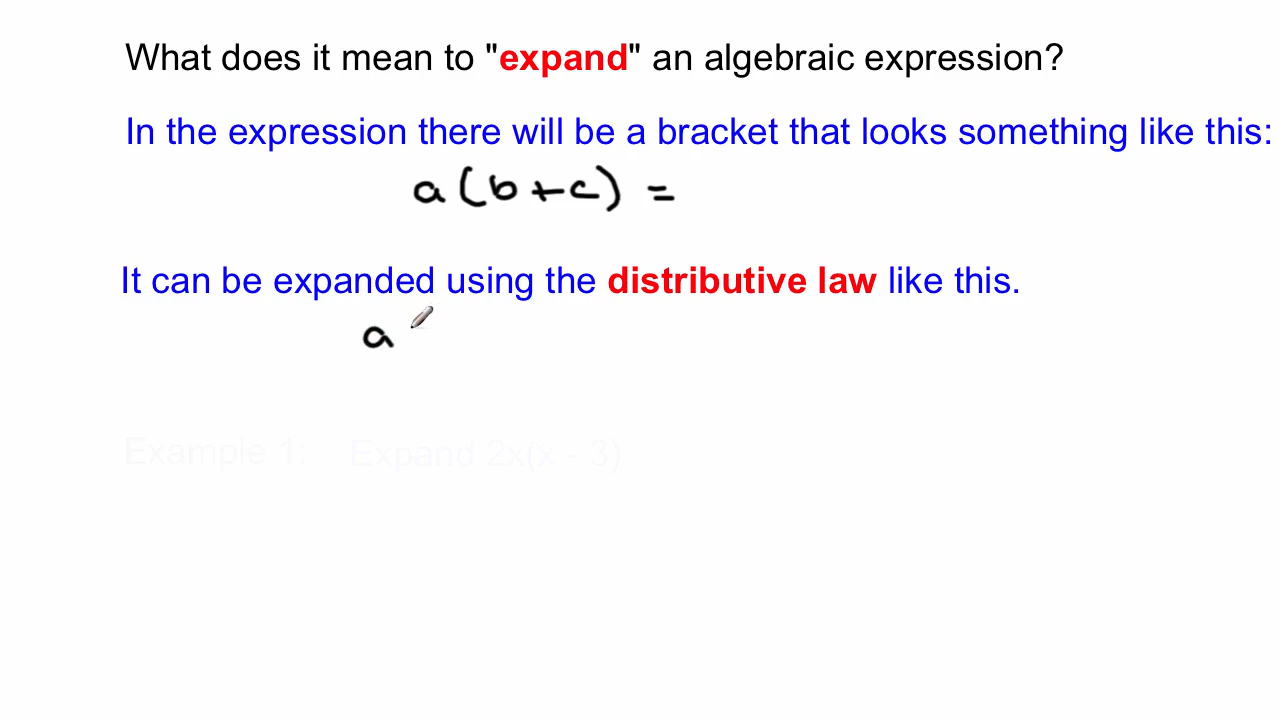 What does it mean to "expand" an algebraic expression?
In the expression there will be a bracket that looks something like this:
a(b+c) =
It can be expanded using the distributive law like this.
a
Example 1: Expand 2x(x - 3)